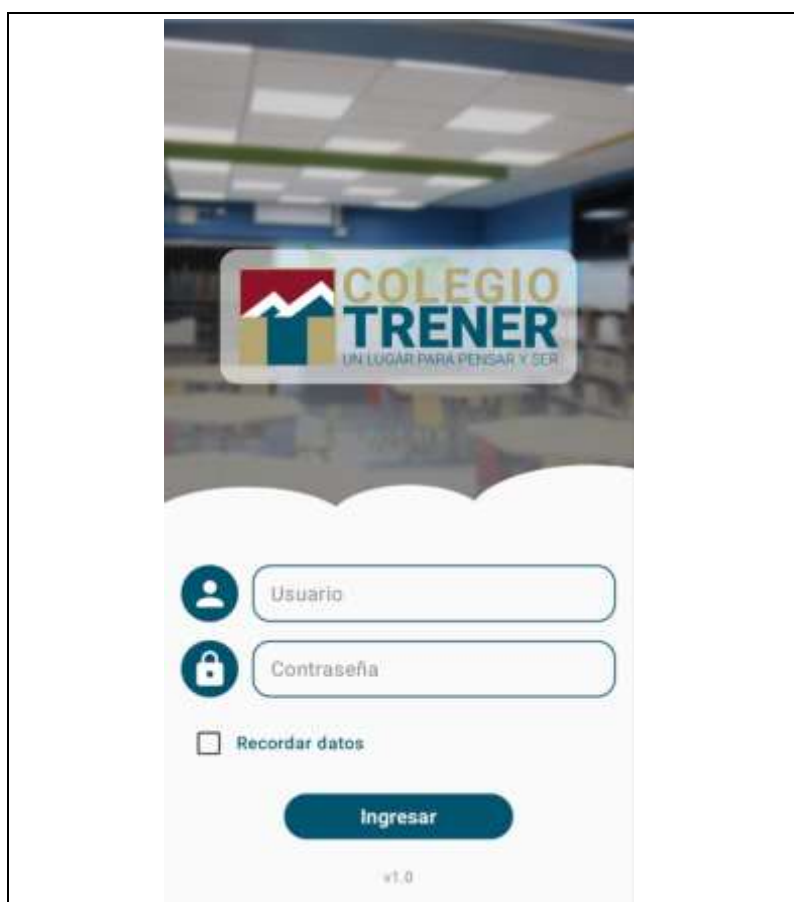 COLEGIO
TRENER
UN LUGAR PARA PENSAR Y SER
Usuario
Contraseña
Recordar datos
Ingresar
v1.0